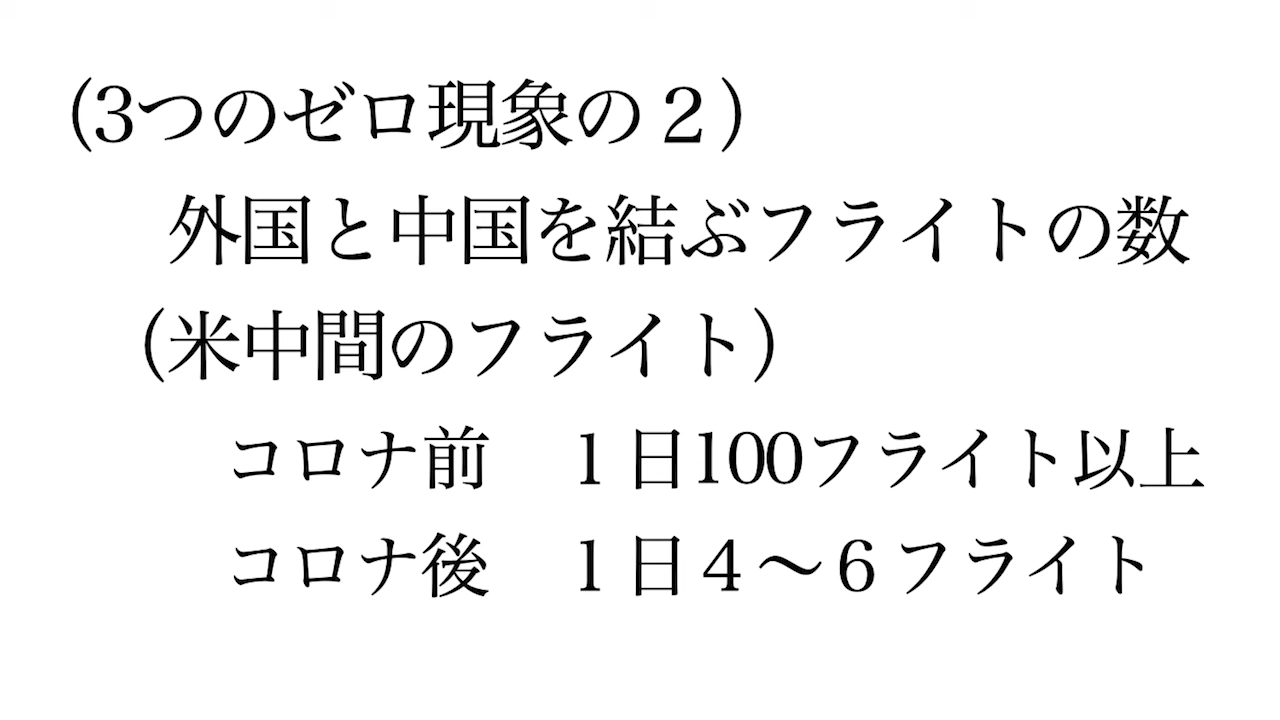 (3つのゼロ現象の２)
外国と中国を結ぶフライトの数
(米中間のフライト)
コロナ前　１日100フライト以上
コロナ後　１日４〜６フライト